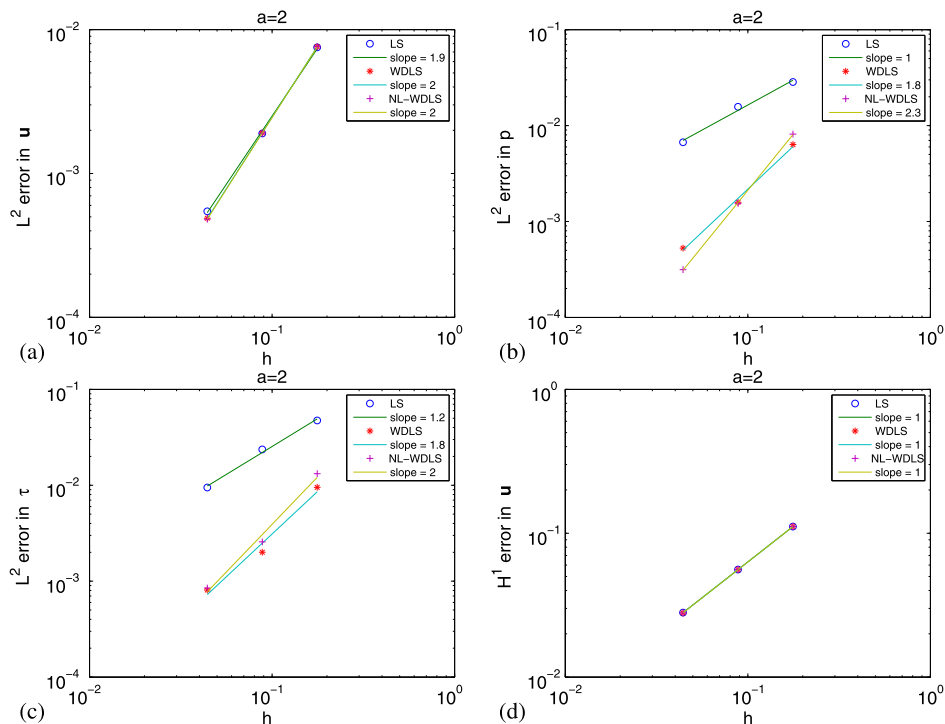 a=2
10^-2
10^-3
10^-4
L^2 error in u
LS
slope = 1.9
WDLS
slope = 2
NL-WDLS
slope = 2
10^-2
10^-1
10^0
h
(a)
a=2
10^0
10^-1
10^-2
10^-3
10^-4
L^2 error in p
LS
slope = 1
WDLS
slope = 1.8
NL-WDLS
slope = 2.3
10^-2
10^-1
10^0
h
(b)
a=2
10^-1
10^-2
10^-3
10^-4
L^2 error in τ
LS
slope = 1.2
WDLS
slope = 1.8
NL-WDLS
slope = 2
10^-2
10^-1
10^0
h
(c)
a=2
10^0
10^-1
10^-2
H^1 error in u
LS
slope = 1
WDLS
slope = 1
NL-WDLS
slope = 1
10^-2
10^-1
10^0
h
(d)